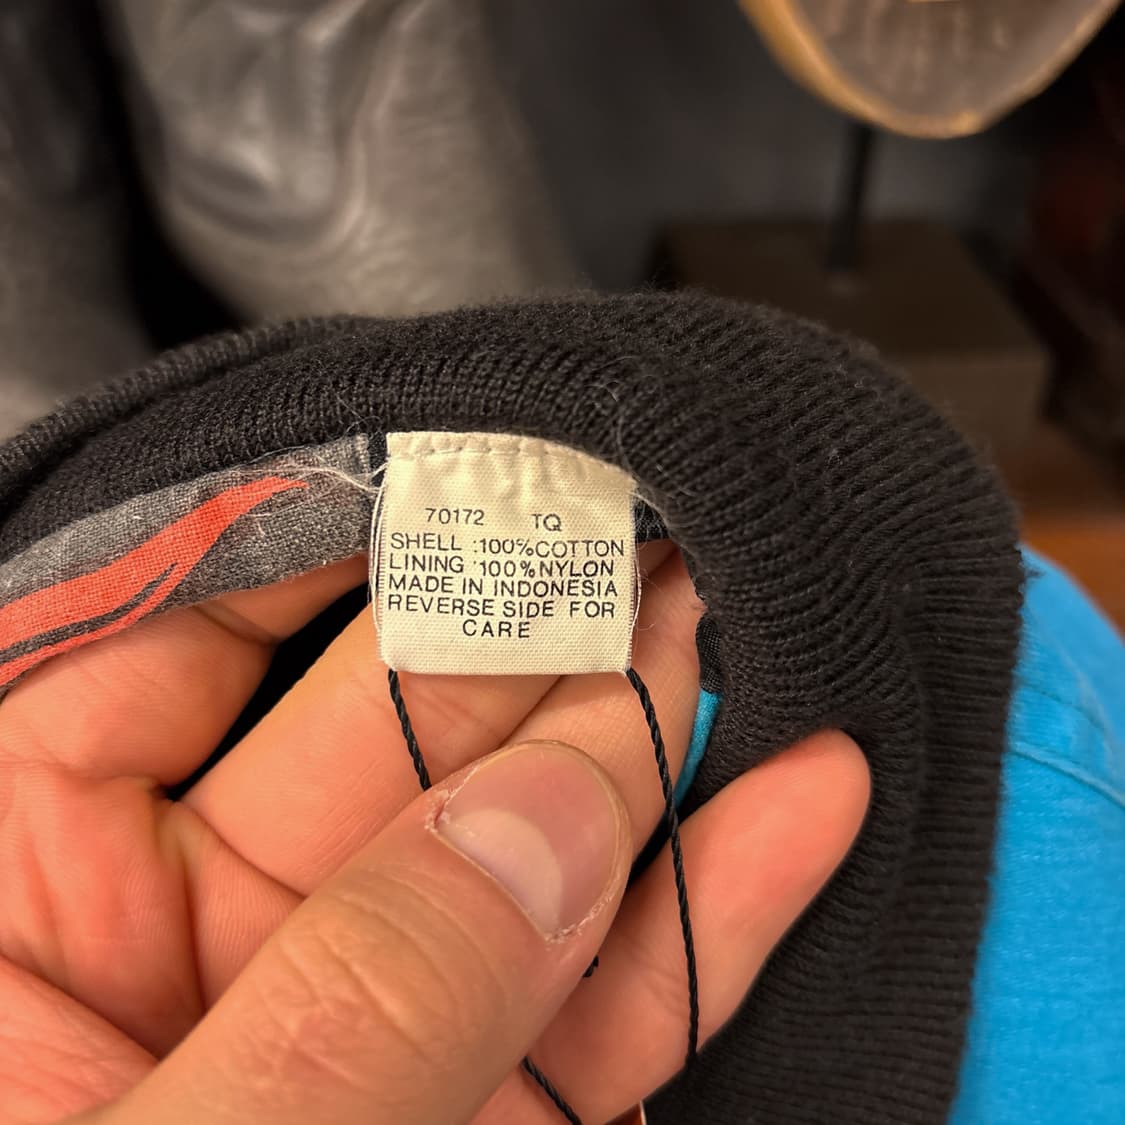 70172 TQ
SHELL :100%COTTON
LINING :100%NYLON
MADE IN INDONESIA
REVERSE SIDE FOR
CARE